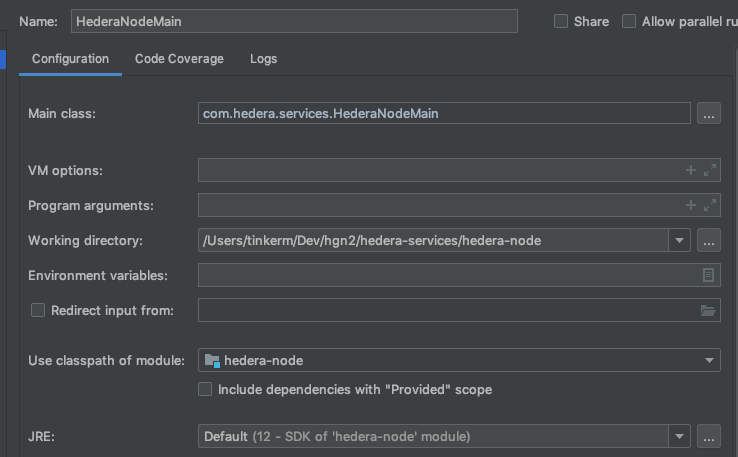 Name: HederaNodeMain Share Allow parallel ru
Configuration Code Coverage Logs
Main class: com.hedera.services.HederaNodeMain ...
VM options:
Program arguments:
Working directory: /Users/tinkerm/Dev/hgn2/hedera-services/hedera-node ...
Environment variables:
Redirect input from:
Use classpath of module: hedera-node
Include dependencies with "Provided" scope
JRE: Default (12 - SDK of 'hedera-node' module) ...